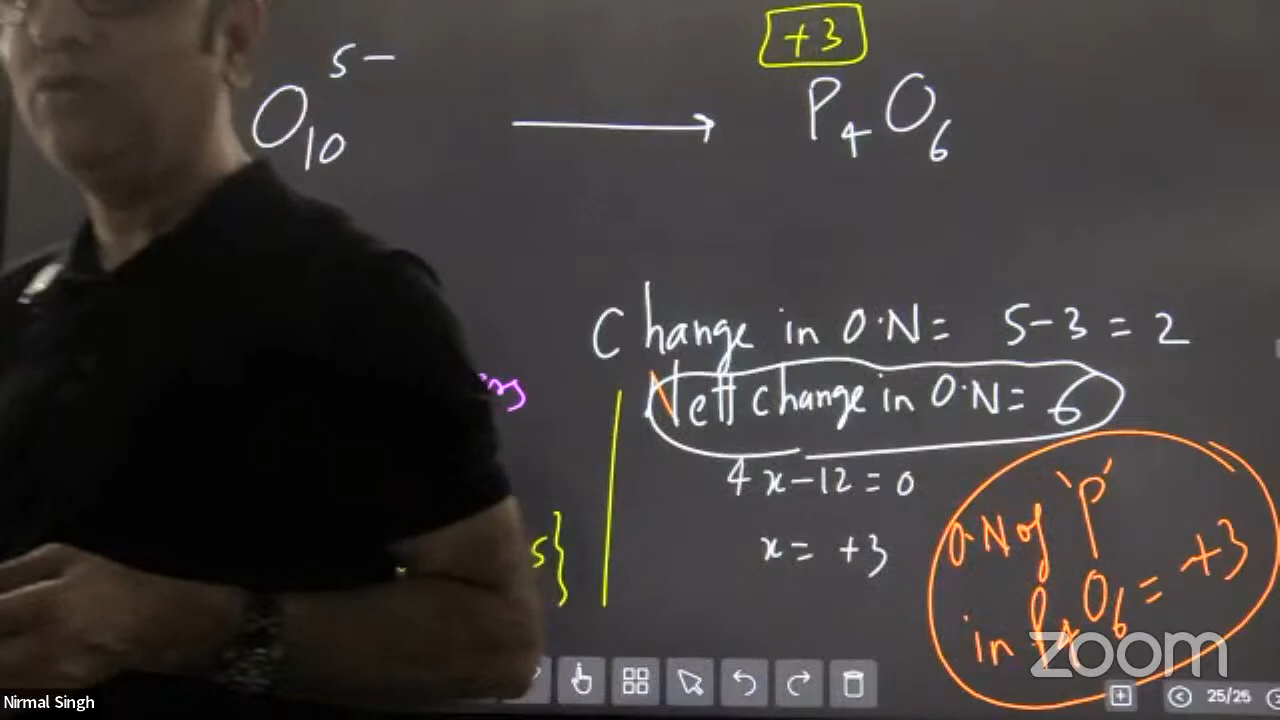 +3
O₁₀ 5− ⟶ P₄O₆
Change in O.N = 5−3 = 2
Nett change in O.N = 6
4x−12 = 0
x = +3
s}
O.N of 'P'
in P₄O₆ = +3
zoom
Nirmal Singh
25/25